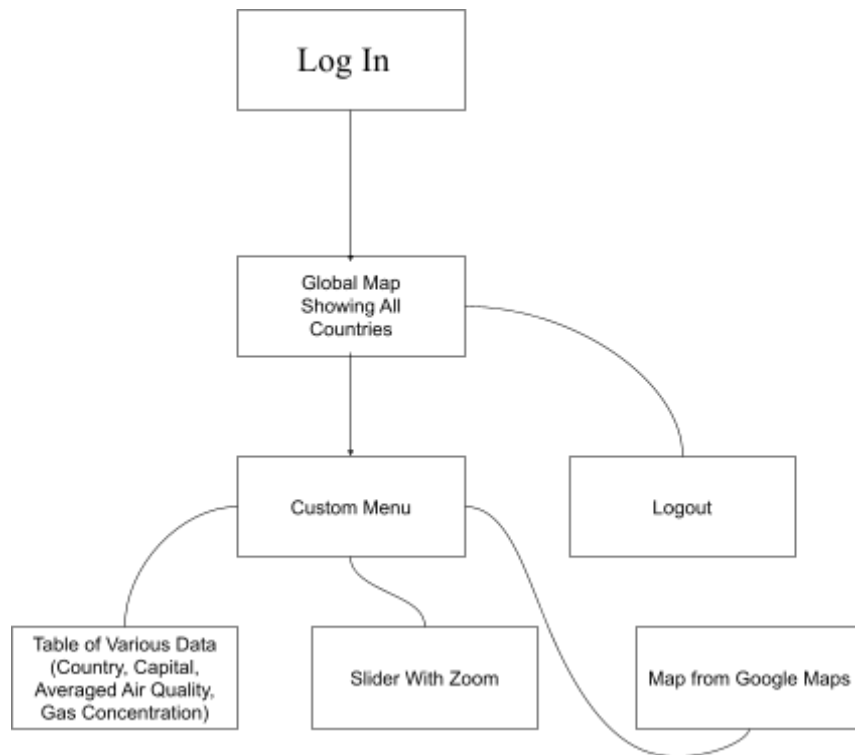 Log In
Global Map
Showing All
Countries
Custom Menu
Logout
Table of Various Data
(Country, Capital,
Averaged Air Quality,
Gas Concentration)
Slider With Zoom
Map from Google Maps